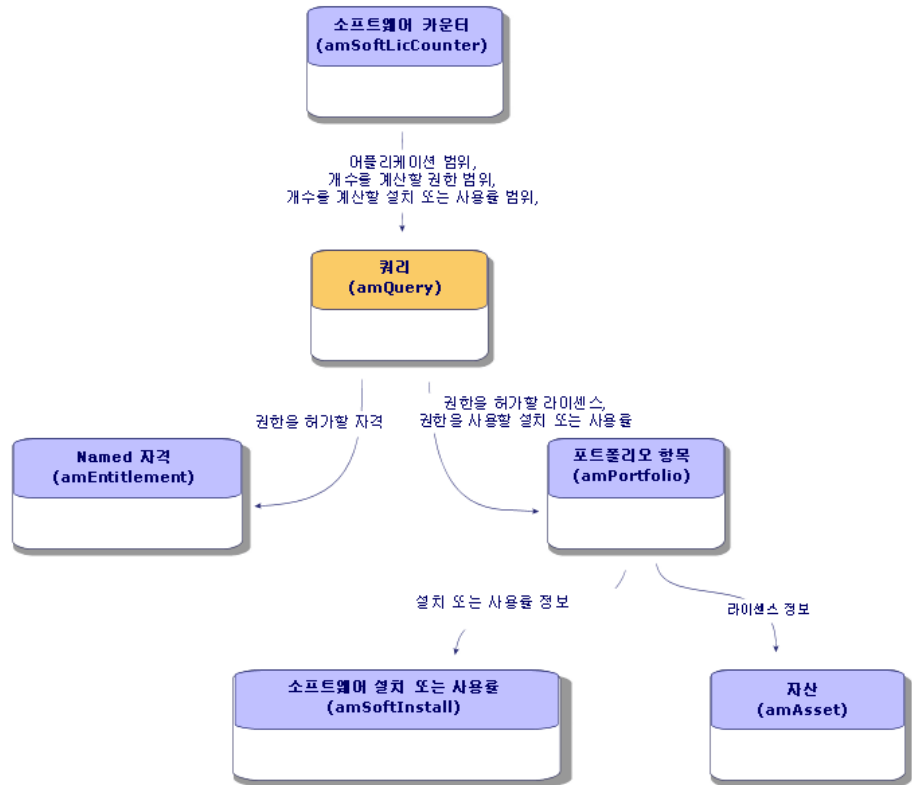 소프트웨어 카운터
(amSoftLicCounter)
어플리케이션 범위,
개수를 계산할 권한 범위,
개수를 계산할 설치 또는 사용률 범위,
쿼리
(amQuery)
권한을 허가할 자격
권한을 허가할 라이센스,
권한을 사용할 설치 또는 사용률
Named 자격
(amEntitlement)
포트폴리오 항목
(amPortfolio)
설치 또는 사용률 정보
라이센스 정보
소프트웨어 설치 또는 사용률
(amSoftInstall)
자산
(amAsset)